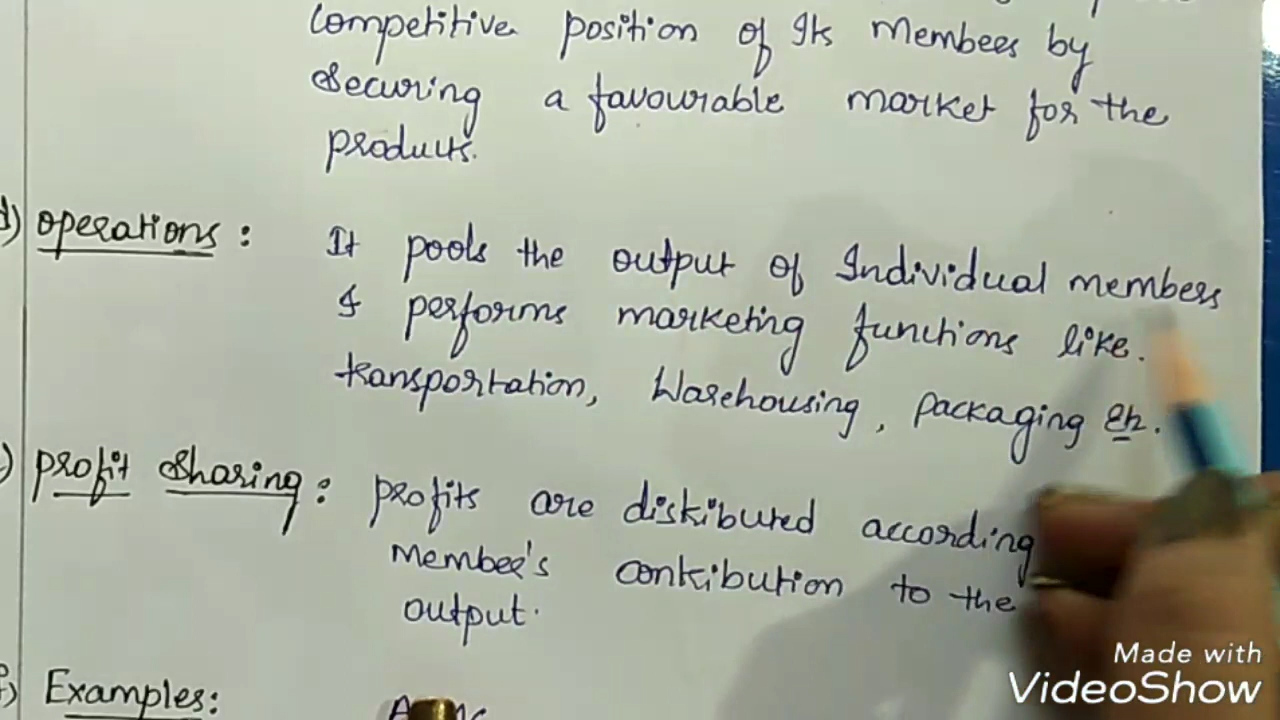 Competitive position of Its Members by
Securing a favourable market for the
products.
d) operations : It pools the output of Individual members
& performs marketing functions like.
transportation, Warehousing, packaging etc.
) profit Sharing : profits are distributed according
Member's contribution to the
output.
f) Examples:
Made with
VideoShow